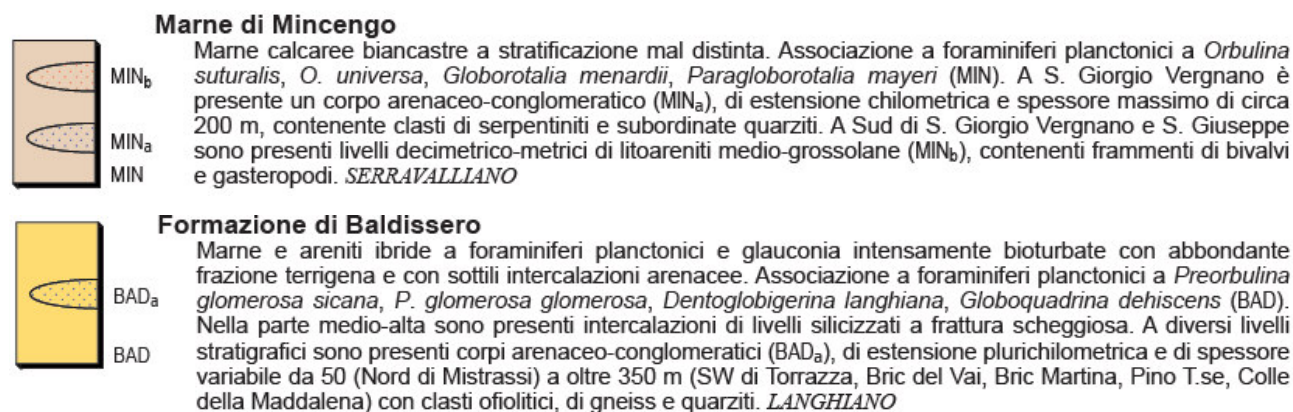 Marne di Mincengo
Marne calcaree biancastre a stratificazione mal distinta. Associazione a foraminiferi planctonici a Orbulina
suturalis, O. universa, Globorotalia menardii, Paragloborotalia mayeri (MIN). A S. Giorgio Vergnano è
presente un corpo arenaceo-conglomeratico (MINa), di estensione chilometrica e spessore massimo di circa
200 m, contenente clasti di serpentiniti e subordinate quarziti. A Sud di S. Giorgio Vergnano e S. Giuseppe
sono presenti livelli decimetrico-metrici di litoareniti medio-grossolane (MINb), contenenti frammenti di bivalvi
e gasteropodi. SERRAVALLIANO
MINb
MINa
MIN
Formazione di Baldissero
Marne e areniti ibride a foraminiferi planctonici e glauconia intensamente bioturbate con abbondante
frazione terrigena e con sottili intercalazioni arenacee. Associazione a foraminiferi planctonici a Preorbulina
glomerosa sicana, P. glomerosa glomerosa, Dentoglobigerina langhiana, Globoquadrina dehiscens (BAD).
Nella parte medio-alta sono presenti intercalazioni di livelli silicizzati a frattura scheggiosa. A diversi livelli
stratigrafici sono presenti corpi arenaceo-conglomeratici (BADa), di estensione plurichilometrica e di spessore
variabile da 50 (Nord di Mistrassi) a oltre 350 m (SW di Torrazza, Bric del Vai, Bric Martina, Pino T.se, Colle
della Maddalena) con clasti ofiolitici, di gneiss e quarziti. LANGHIANO
BADa
BAD